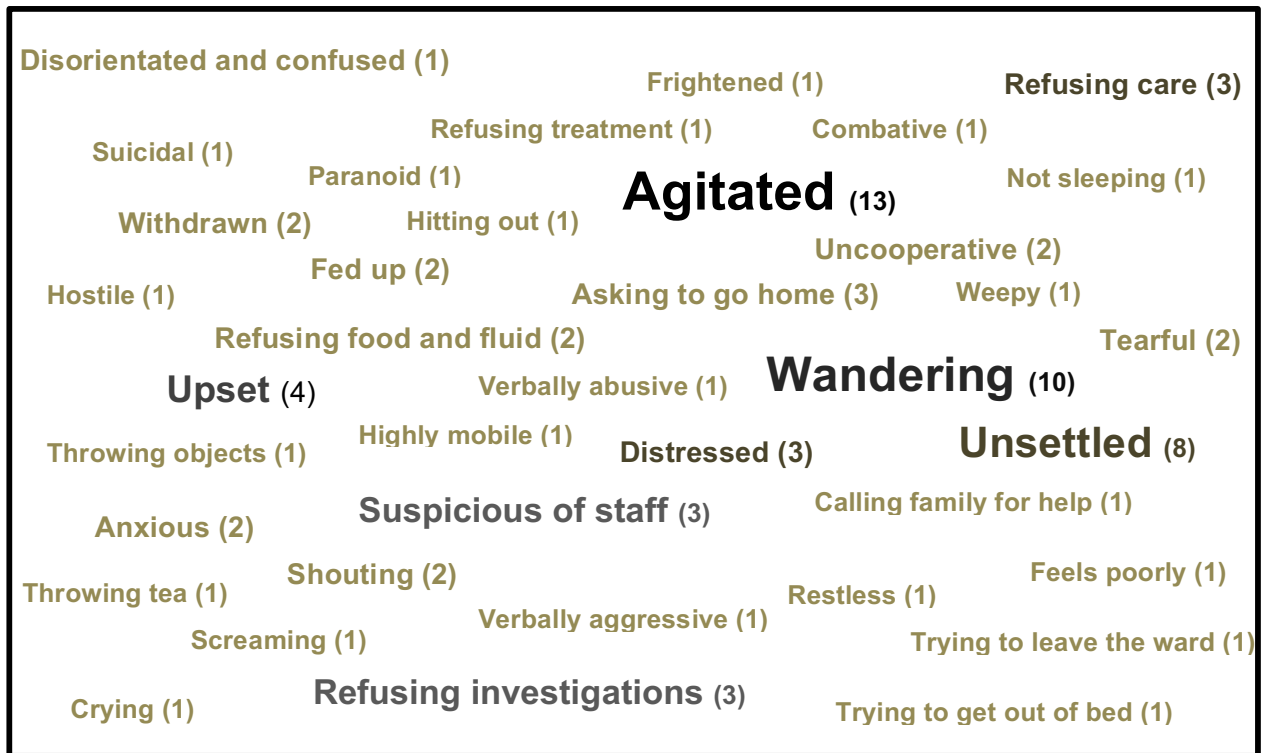 Disorientated and confused (1)
Frightened (1)
Refusing care (3)
Refusing treatment (1)
Combative (1)
Suicidal (1)
Paranoid (1)
Agitated (13)
Not sleeping (1)
Withdrawn (2)
Hitting out (1)
Uncooperative (2)
Fed up (2)
Hostile (1)
Asking to go home (3)
Weepy (1)
Refusing food and fluid (2)
Tearful (2)
Upset (4)
Verbally abusive (1)
Wandering (10)
Throwing objects (1)
Highly mobile (1)
Distressed (3)
Unsettled (8)
Suspicious of staff (3)
Calling family for help (1)
Anxious (2)
Shouting (2)
Feels poorly (1)
Throwing tea (1)
Restless (1)
Verbally aggressive (1)
Screaming (1)
Trying to leave the ward (1)
Refusing investigations (3)
Crying (1)
Trying to get out of bed (1)